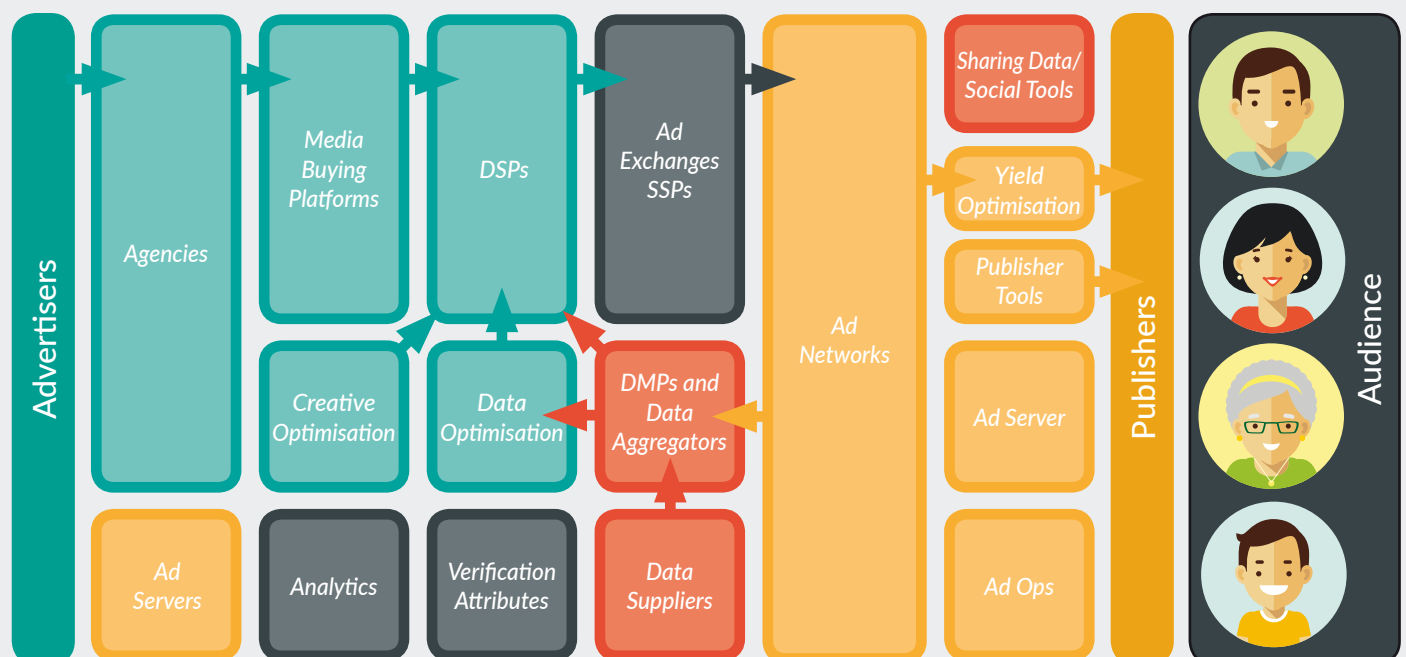 Advertisers
Agencies
Media
Buying
Platforms
DSPs
Ad
Exchanges
SSPs
Ad
Networks
Sharing Data/
Social Tools
Yield
Optimisation
Publisher
Tools
Ad Server
Ad Ops
Publishers
Audience
Creative
Optimisation
Data
Optimisation
DMPs and
Data
Aggregators
Ad
Servers
Analytics
Verification
Attributes
Data
Suppliers